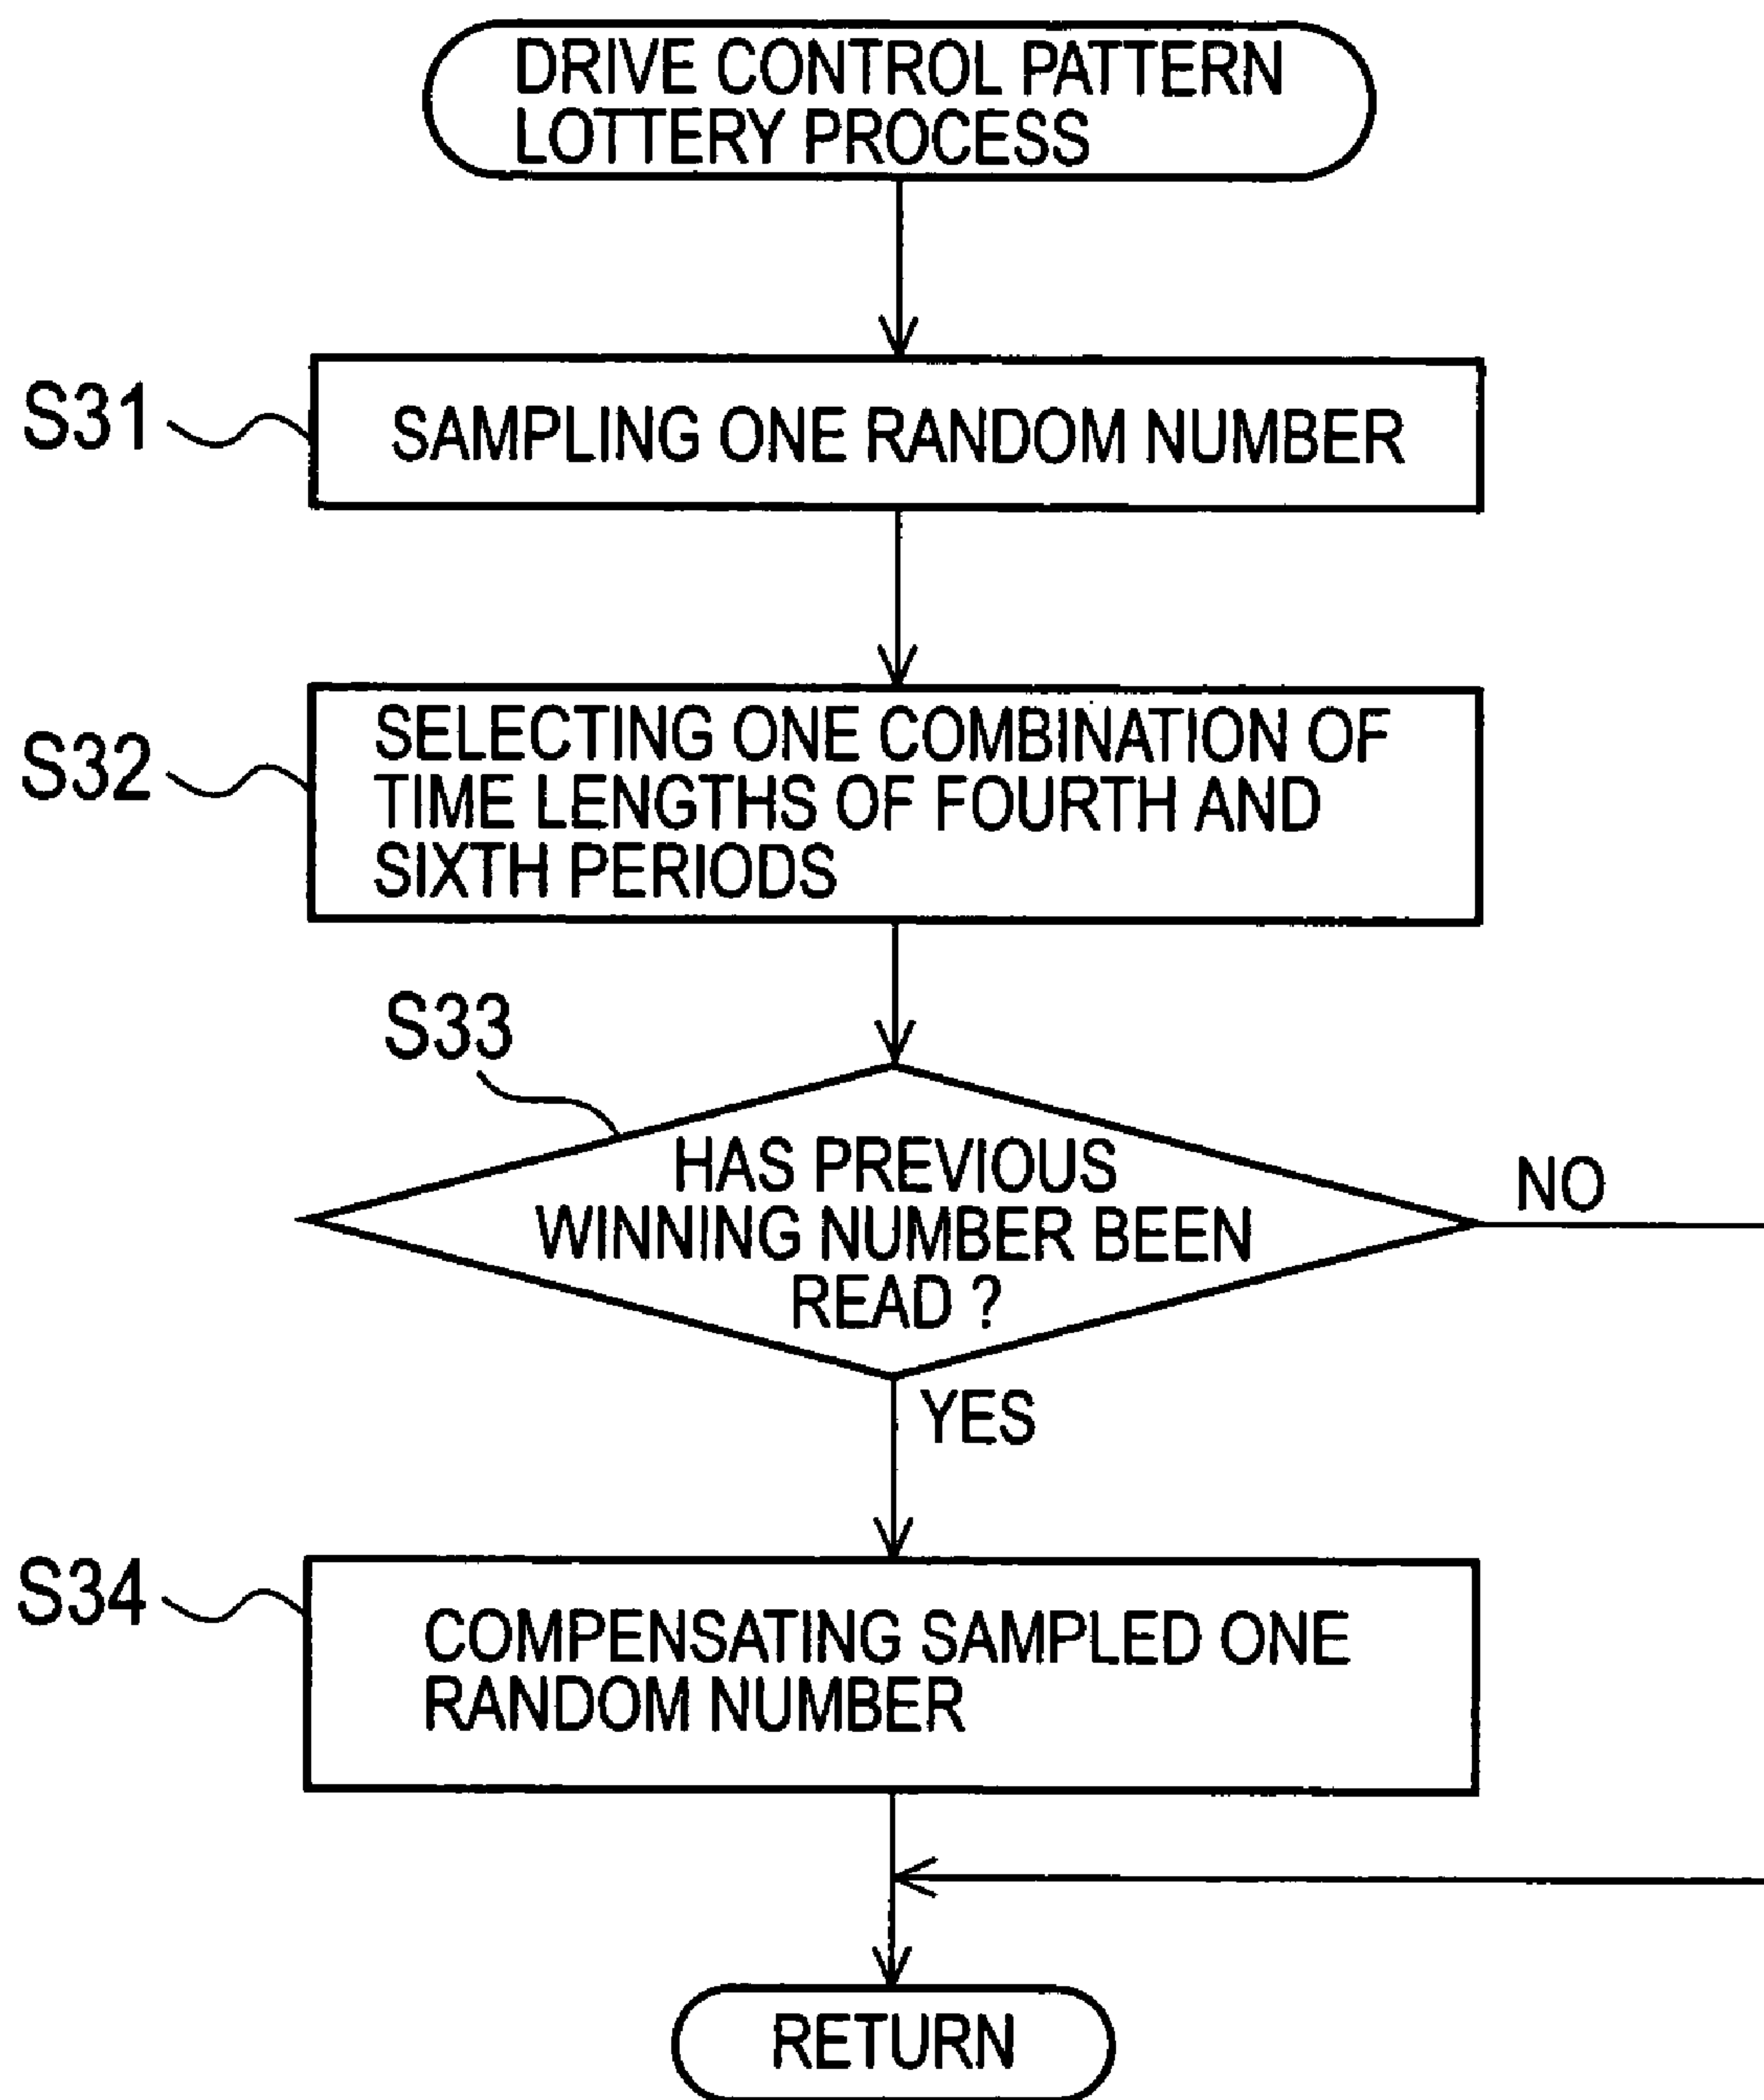 DRIVE CONTROL PATTERN
LOTTERY PROCESS
S31
SAMPLING ONE RANDOM NUMBER
S32
SELECTING ONE COMBINATION OF
TIME LENGTHS OF FOURTH AND
SIXTH PERIODS
S33
HAS PREVIOUS
WINNING NUMBER BEEN
READ ?
NO
YES
S34
COMPENSATING SAMPLED ONE
RANDOM NUMBER
RETURN